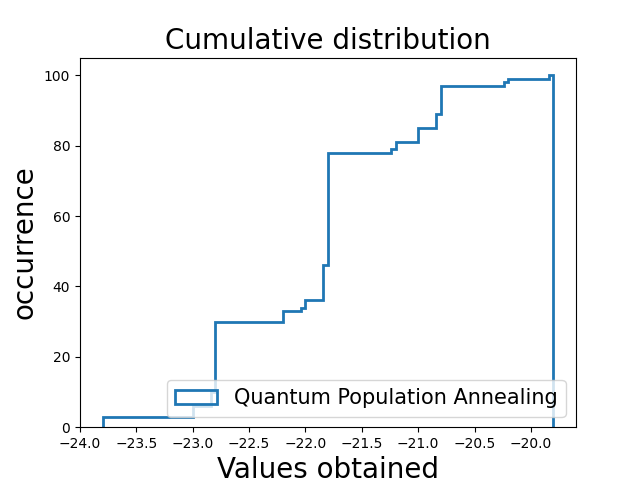 Cumulative distribution
occurrence
100
80
60
40
20
0
Quantum Population Annealing
−24.0 −23.5 −23.0 −22.5 −22.0 −21.5 −21.0 −20.5 −20.0
Values obtained